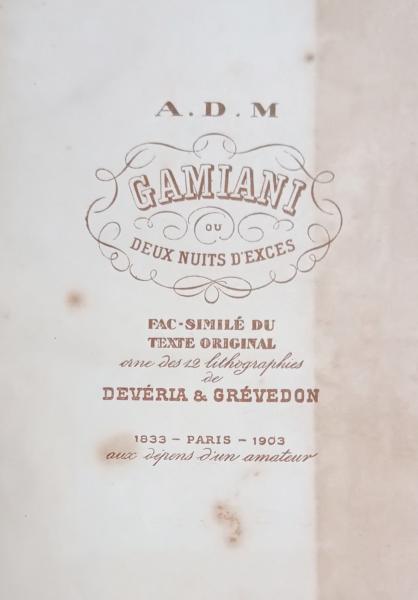 A. D. M
GAMIANI
OU
DEUX NUITS D'EXCES
FAC-SIMILÉ DU
TEXTE ORIGINAL
orne des 12 lithographies
de
DEVÉRIA & GRÉVEDON
1833 - PARIS - 1903
aux dépens d'un amateur